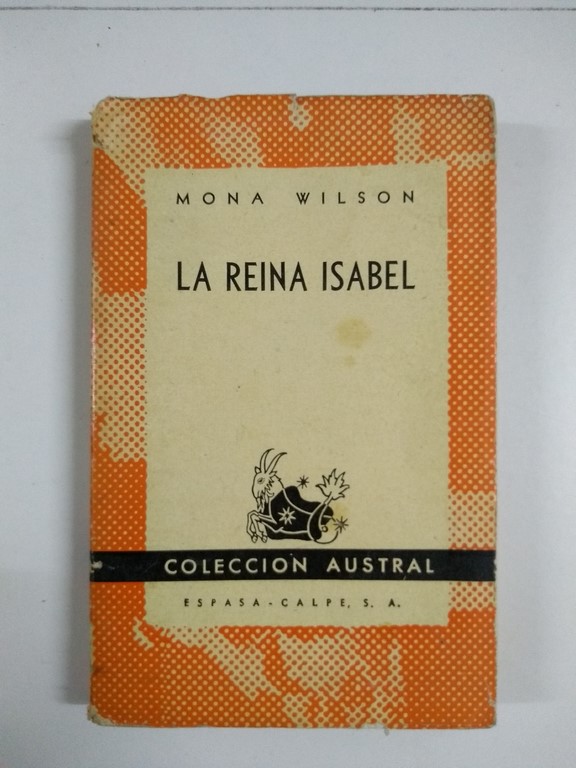 MONA WILSON
LA REINA ISABEL
COLECCION AUSTRAL
ESPASA - CALPE, S. A.